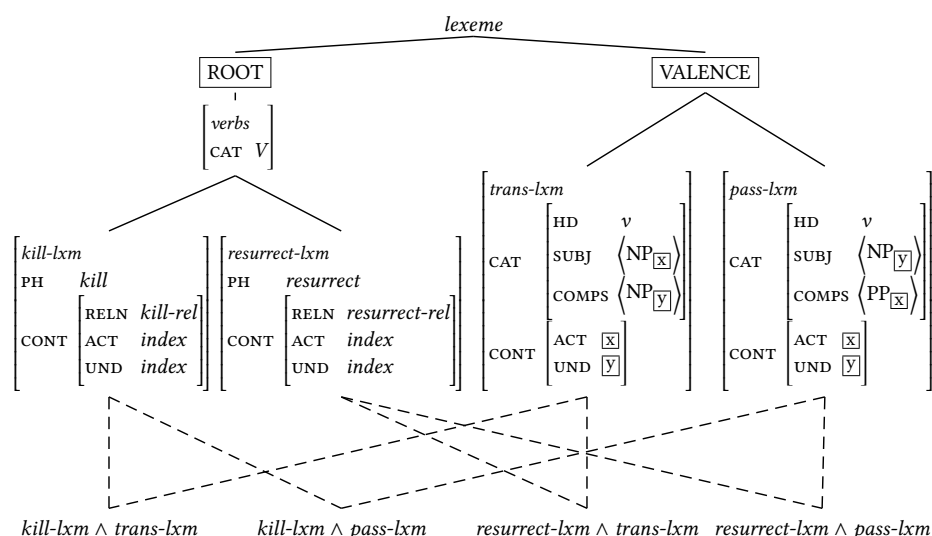 lexeme
ROOT
VALENCE
verbs
CAT V
trans-lxm
CAT HD v
SUBJ ⟨NP x⟩
COMPS ⟨NP y⟩
CONT ACT x
UND y
pass-lxm
CAT HD v
SUBJ ⟨NP y⟩
COMPS ⟨PP x⟩
CONT ACT x
UND y
kill-lxm
PH kill
CONT RELN kill-rel
ACT index
UND index
resurrect-lxm
PH resurrect
CONT RELN resurrect-rel
ACT index
UND index
kill-lxm ∧ trans-lxm
kill-lxm ∧ pass-lxm
resurrect-lxm ∧ trans-lxm
resurrect-lxm ∧ pass-lxm